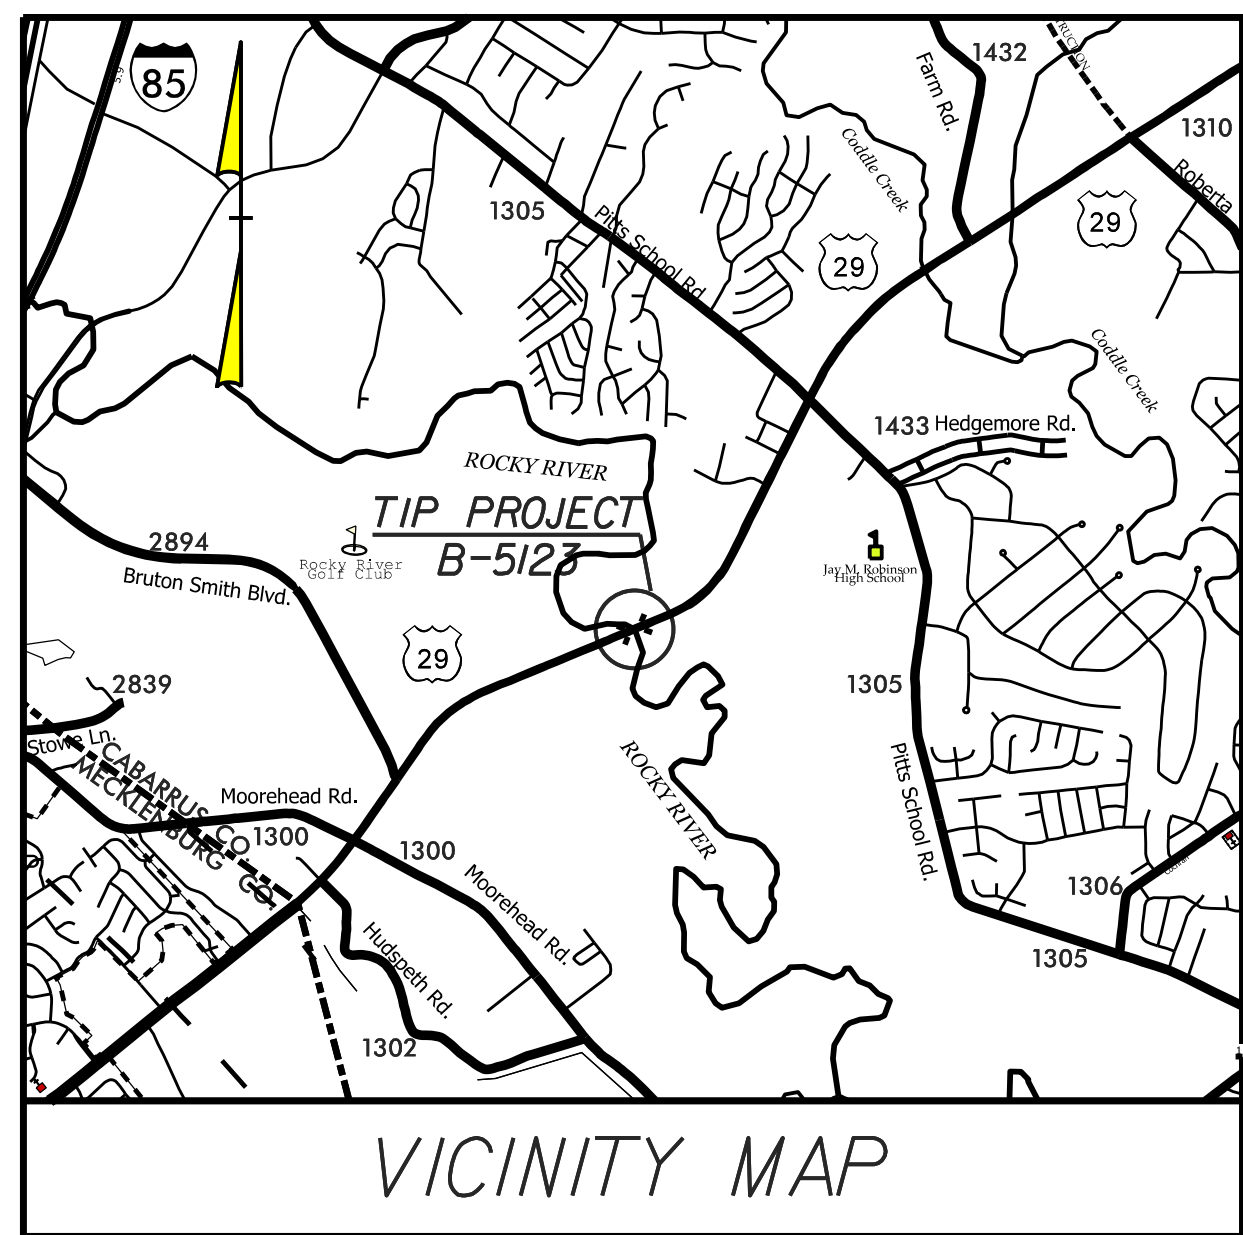 85
1432
Farm Rd.
1310
Roberta
29
Coddle Creek
1305
Pitts School Rd.
29
Coddle Creek
1433 Hedgemore Rd.
ROCKY RIVER
TIP PROJECT
B-5123
2894
Bruton Smith Blvd.
Rocky River
Golf Club
Jay M. Robinson
High School
29
2839
Stowe Ln.
CABARRUS CO.
MECKLENBURG CO.
1305
Pitts School Rd.
ROCKY RIVER
Moorehead Rd.
1300
1300
Moorehead Rd.
Hudspeth Rd.
1302
1306
1305
VICINITY MAP